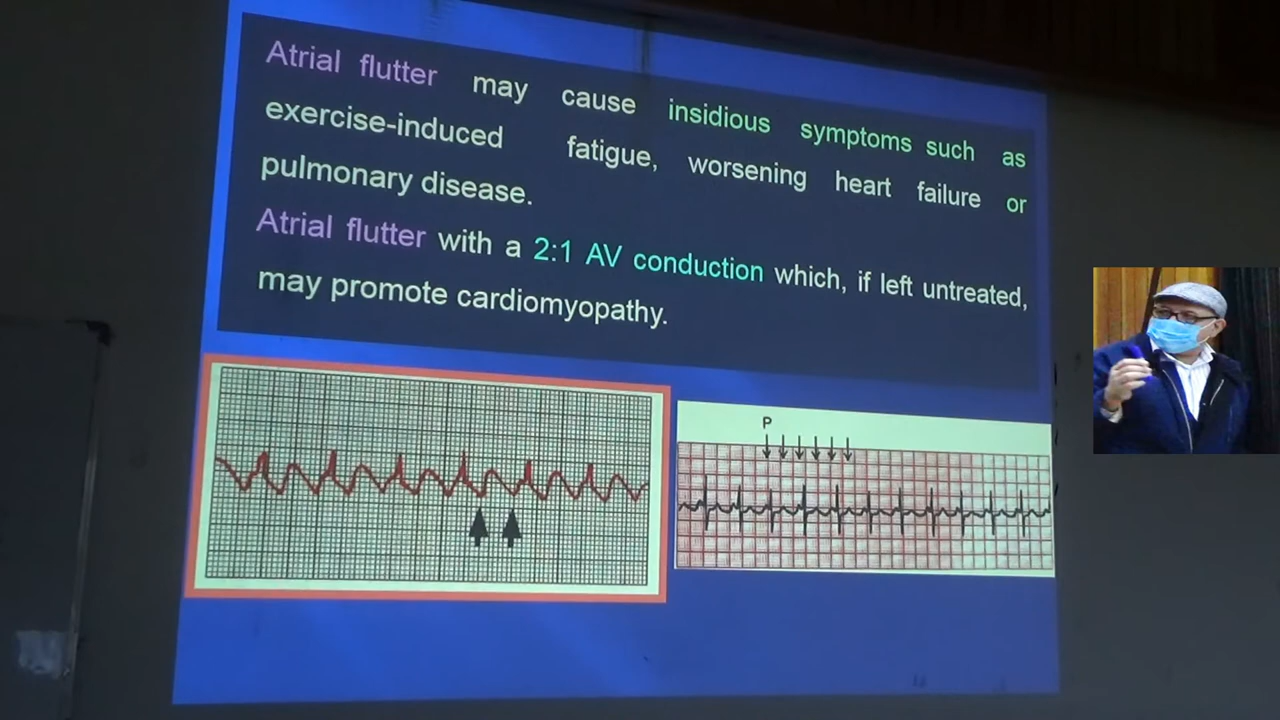 Atrial flutter may cause insidious symptoms such as
exercise-induced fatigue, worsening heart failure or
pulmonary disease.
Atrial flutter with a 2:1 AV conduction which, if left untreated,
may promote cardiomyopathy.
P